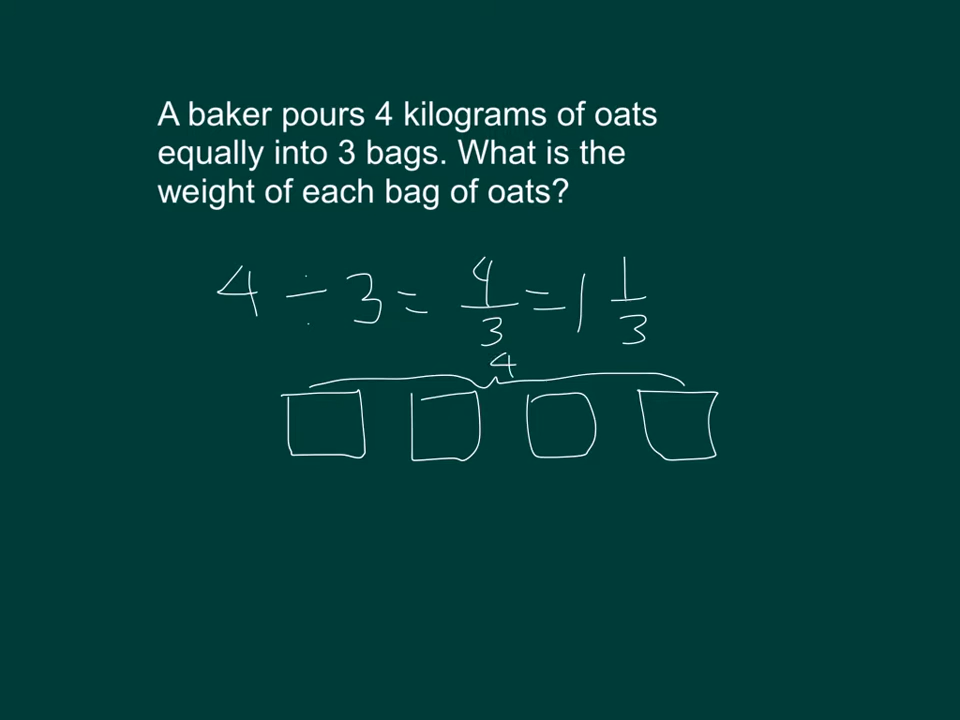 A baker pours 4 kilograms of oats
equally into 3 bags. What is the
weight of each bag of oats?
4 ÷ 3 = 4/3 = 1 1/3
4